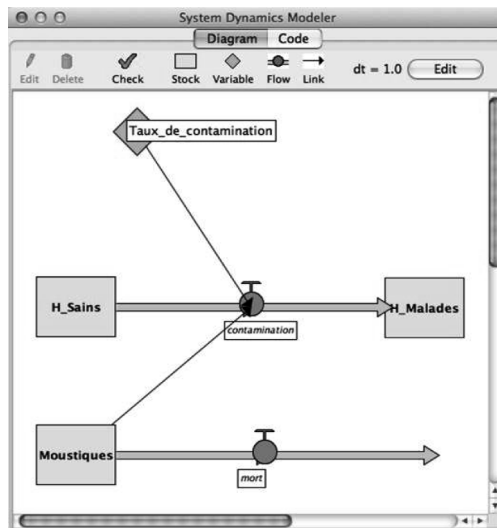 System Dynamics Modeler
Diagram Code
Edit Delete Check Stock Variable Flow Link dt = 1.0 Edit
Taux_de_contamination
H_Sains
H_Malades
contamination
Moustiques
mort